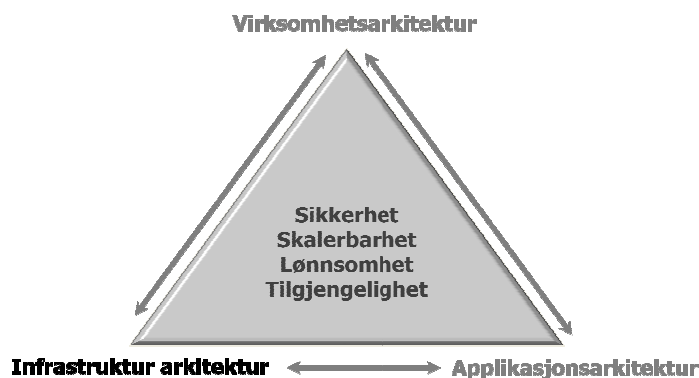 Virksomhetsarkitektur
Sikkerhet
Skalerbarhet
Lønnsomhet
Tilgjengelighet
Infrastruktur arkitektur
Applikasjonsarkitektur